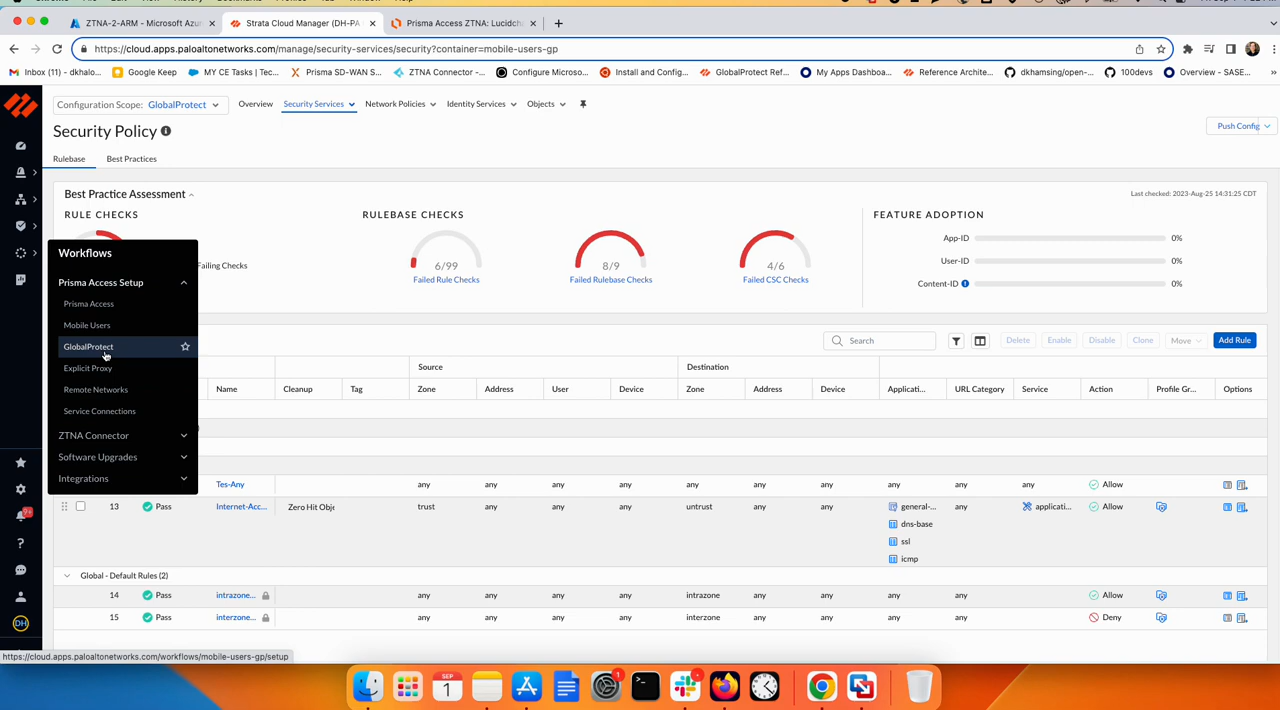 ZTNA-2-ARM - Microsoft Azur
Strata Cloud Manager (DH-PA
Prisma Access ZTNA: Lucidch
https://cloud.apps.paloaltonetworks.com/manage/security-services/security?container=mobile-users-gp
Inbox (11) - dkhalo...
Google Keep
MY CE Tasks | Tec...
Prisma SD-WAN S...
ZTNA Connector -...
Configure Microso...
Install and Config...
GlobalProtect Ref...
My Apps Dashboa...
Reference Archite...
dkhamsing/open-...
100devs
Overview - SASE...
Configuration Scope: GlobalProtect
Overview
Security Services
Network Policies
Identity Services
Objects
Security Policy
Push Config
Rulebase
Best Practices
Best Practice Assessment
Last checked: 2023-Aug-25 14:31:25 CDT
RULE CHECKS
RULEBASE CHECKS
FEATURE ADOPTION
Failing Checks
6/99
Failed Rule Checks
8/9
Failed Rulebase Checks
4/6
Failed CSC Checks
App-ID 0%
User-ID 0%
Content-ID 0%
Workflows
Prisma Access Setup
Prisma Access
Mobile Users
GlobalProtect
Explicit Proxy
Remote Networks
Service Connections
ZTNA Connector
Software Upgrades
Integrations
Search
Delete
Enable
Disable
Clone
Move
Add Rule
Source
Destination
Name
Cleanup
Tag
Zone
Address
User
Device
Zone
Address
Device
Applicati...
URL Category
Service
Action
Profile Gr...
Options
Tes-Any any any any any any any any any any any Allow
13 Pass Internet-Acc... Zero Hit Obje trust any any any untrust any any general-... any applicati... Allow
dns-base
ssl
icmp
Global - Default Rules (2)
14 Pass intrazone... any any any any intrazone any any any any any Allow
15 Pass interzone... any any any any interzone any any any any any Deny
9+
DH
https://cloud.apps.paloaltonetworks.com/workflows/mobile-users-gp/setup
SEP
1
1